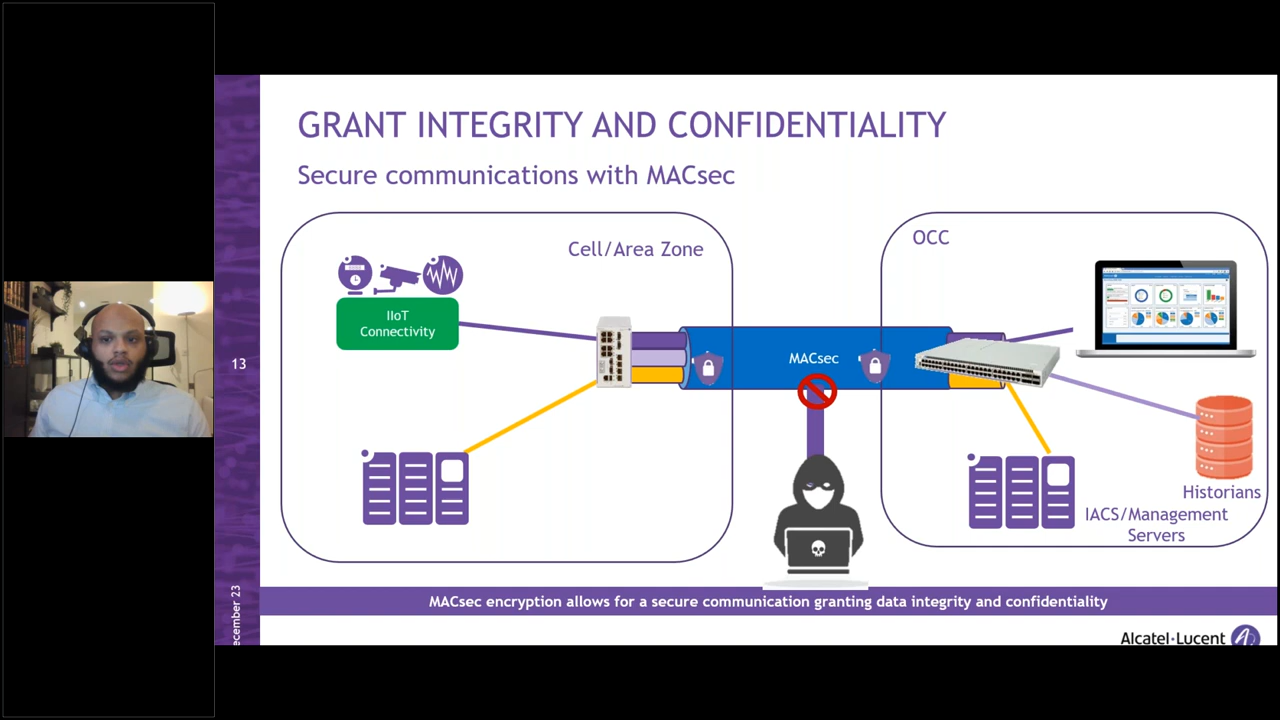 GRANT INTEGRITY AND CONFIDENTIALITY
Secure communications with MACsec
Cell/Area Zone
OCC
IIoT
Connectivity
MACsec
13
Historians
IACS/Management
Servers
ecember 23
MACsec encryption allows for a secure communication granting data integrity and confidentiality
Alcatel·Lucent